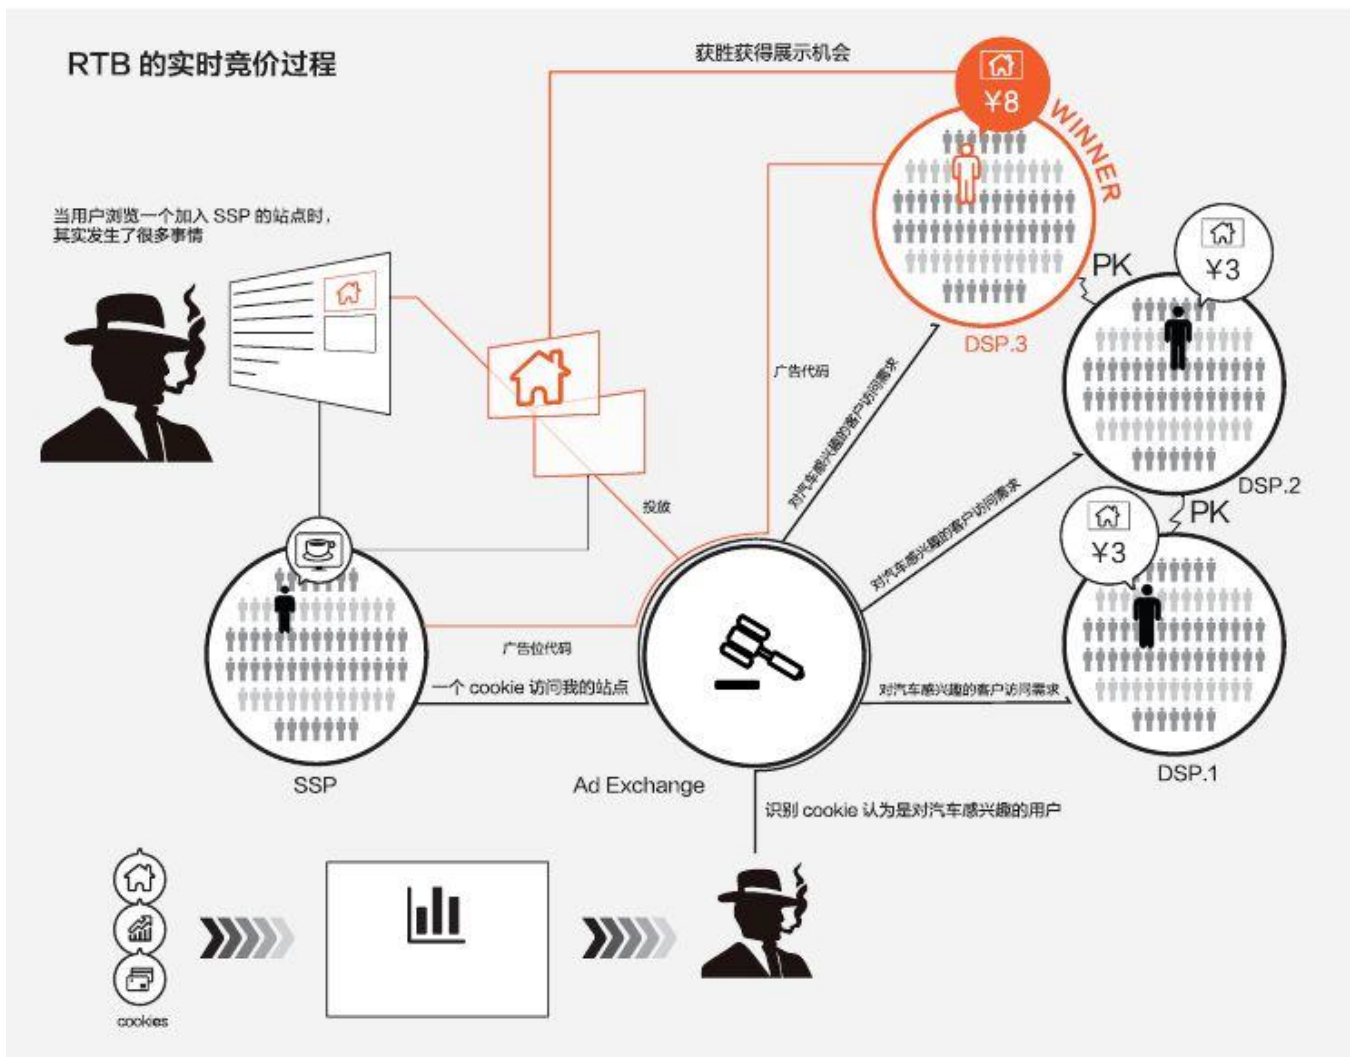 RTB 的实时竞价过程
获胜获得展示机会
¥8
WINNER
当用户浏览一个加入 SSP 的站点时，
其实发生了很多事情
¥3
PK
DSP.3
广告代码
对汽车感兴趣的客户访问需求
DSP.2
对汽车感兴趣的客户访问需求
PK
¥3
投放
广告位代码
一个 cookie 访问我的站点
对汽车感兴趣的客户访问需求
SSP
Ad Exchange
DSP.1
识别 cookie 认为是对汽车感兴趣的用户
cookies